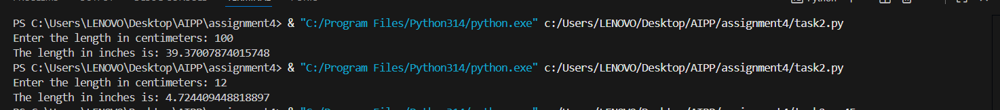 PS C:\Users\LENOVO\Desktop\AIPP\assignment4> & "C:/Program Files/Python314/python.exe" c:/Users/LENOVO/Desktop/AIPP/assignment4/task2.py
Enter the length in centimeters: 100
The length in inches is: 39.37007874015748
PS C:\Users\LENOVO\Desktop\AIPP\assignment4> & "C:/Program Files/Python314/python.exe" c:/Users/LENOVO/Desktop/AIPP/assignment4/task2.py
Enter the length in centimeters: 12
The length in inches is: 4.724409448818897